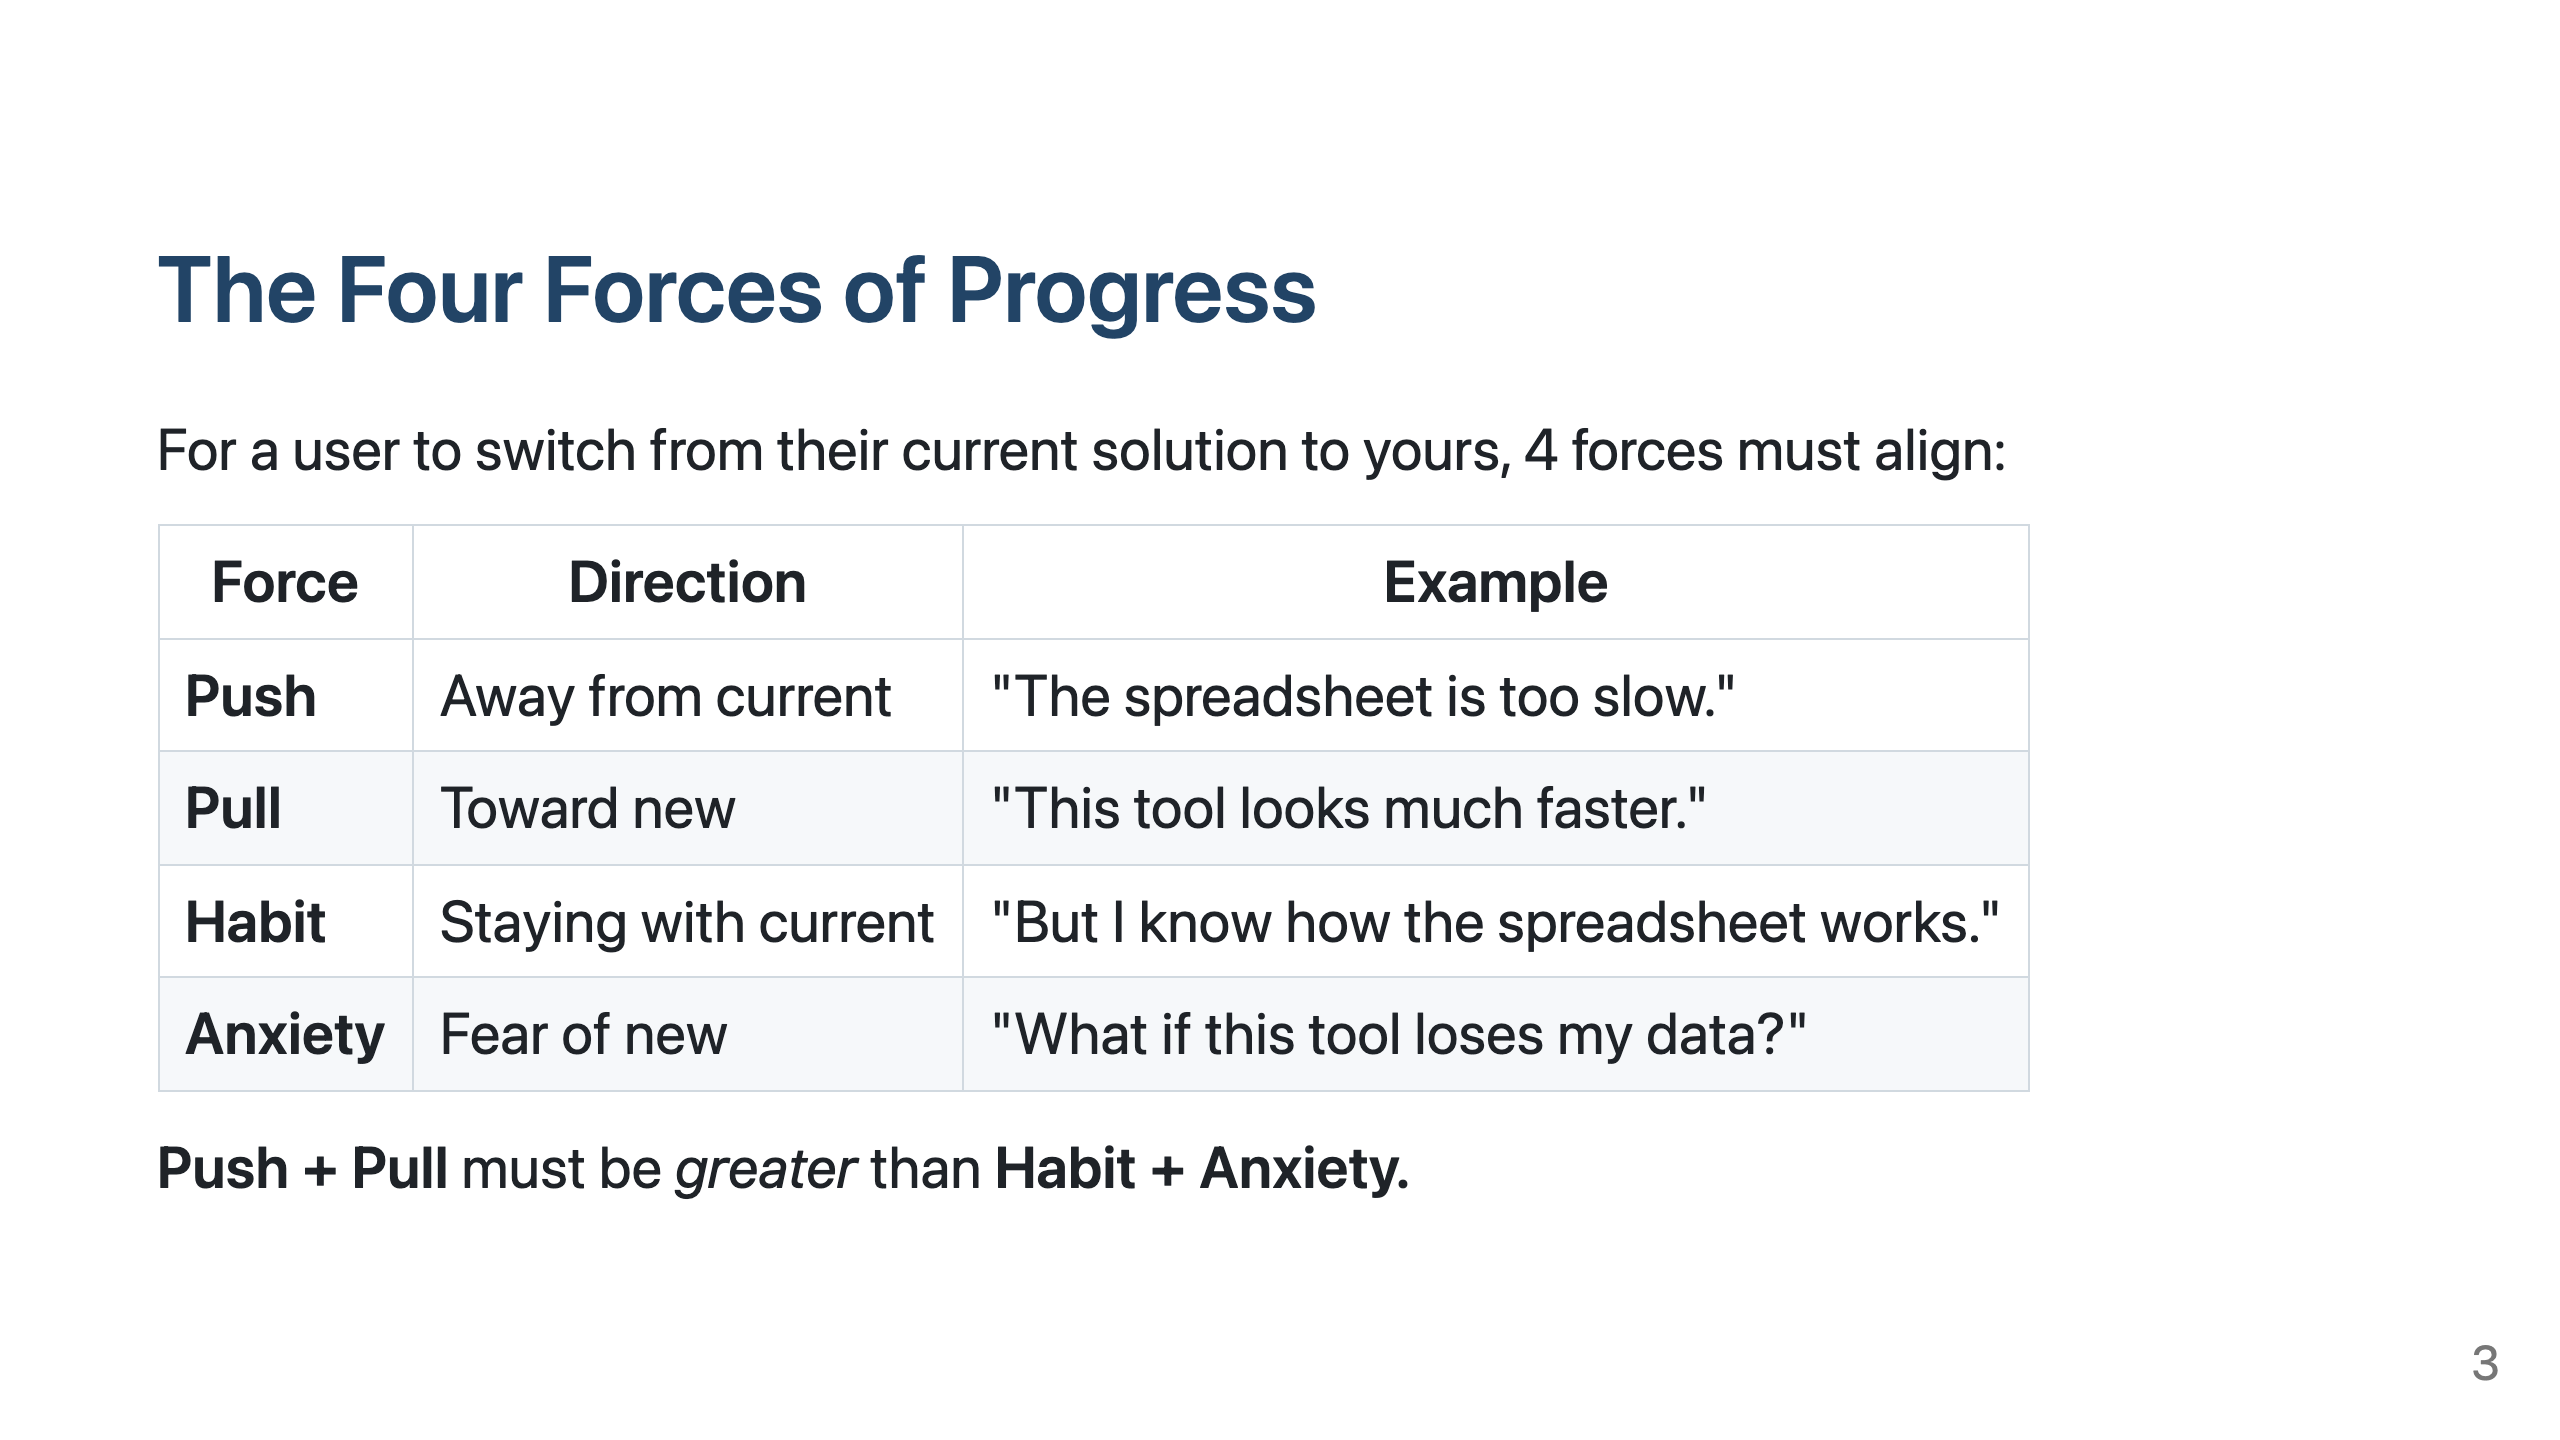 The Four Forces of Progress
For a user to switch from their current solution to yours, 4 forces must align:
Force Direction Example
Push Away from current "The spreadsheet is too slow."
Pull Toward new "This tool looks much faster."
Habit Staying with current "But I know how the spreadsheet works."
Anxiety Fear of new "What if this tool loses my data?"
Push + Pull must be greater than Habit + Anxiety.
3